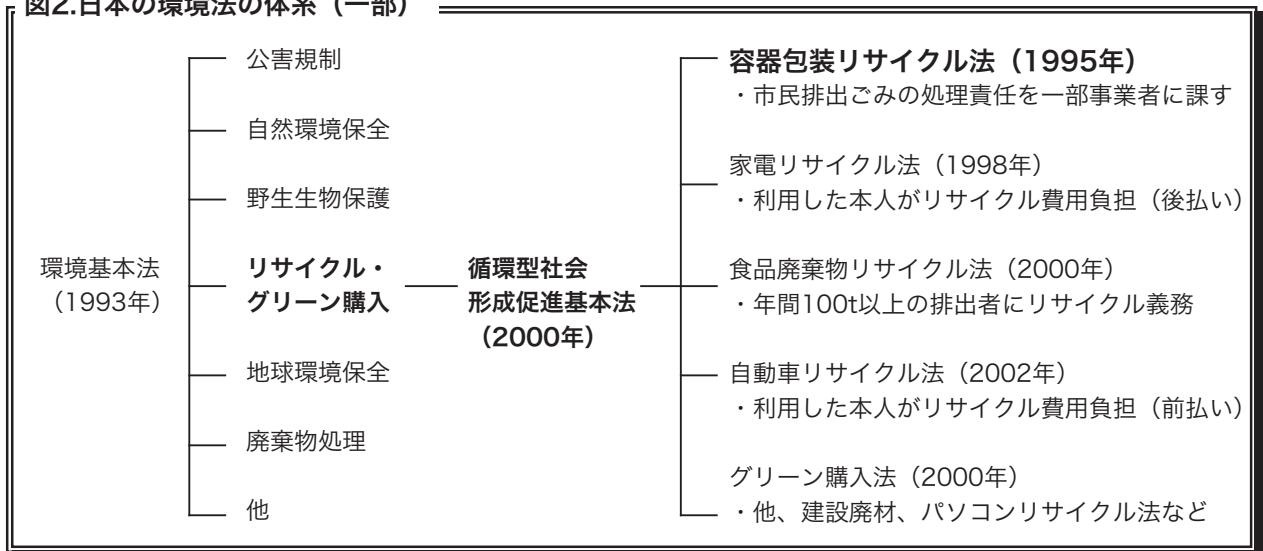 図2.日本の環境法の体系（一部）
環境基本法
（1993年）
公害規制
自然環境保全
野生生物保護
リサイクル・
グリーン購入
地球環境保全
廃棄物処理
他
循環型社会
形成促進基本法
（2000年）
容器包装リサイクル法（1995年）
・市民排出ごみの処理責任を一部事業者に課す
家電リサイクル法（1998年）
・利用した本人がリサイクル費用負担（後払い）
食品廃棄物リサイクル法（2000年）
・年間100t以上の排出者にリサイクル義務
自動車リサイクル法（2002年）
・利用した本人がリサイクル費用負担（前払い）
グリーン購入法（2000年）
・他、建設廃材、パソコンリサイクル法など